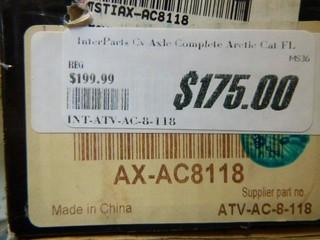 MSTIAX-AC8118
InterParts Cv Axle Complete Arctic Cat FL
MS36
REG
$199.99
$175.00
INT-ATV-AC-8-118
AX-AC8118
Supplier part no.
Made in China
ATV-AC-8-118